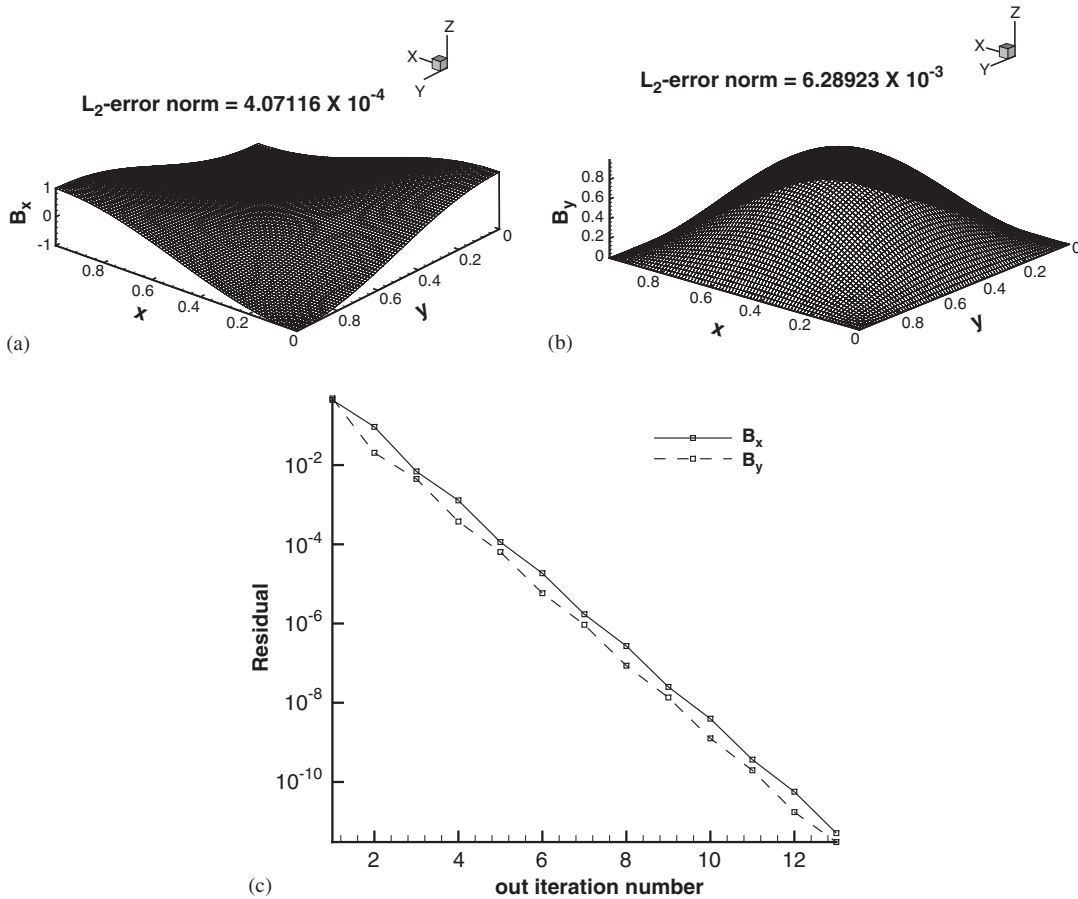 Z
X
Y
L2-error norm = 4.07116 X 10-4
Bx
1
0
-1
0.8
0.6
0.4
0.2
0
x
0.8
0.6
0.4
0.2
0
y
(a)
Z
X
Y
L2-error norm = 6.28923 X 10-3
By
0.8
0.6
0.4
0.2
0
0.8
0.6
0.4
0.2
0
x
0.8
0.6
0.4
0.2
0
y
(b)
Bx
By
Residual
10-2
10-4
10-6
10-8
10-10
2 4 6 8 10 12
out iteration number
(c)